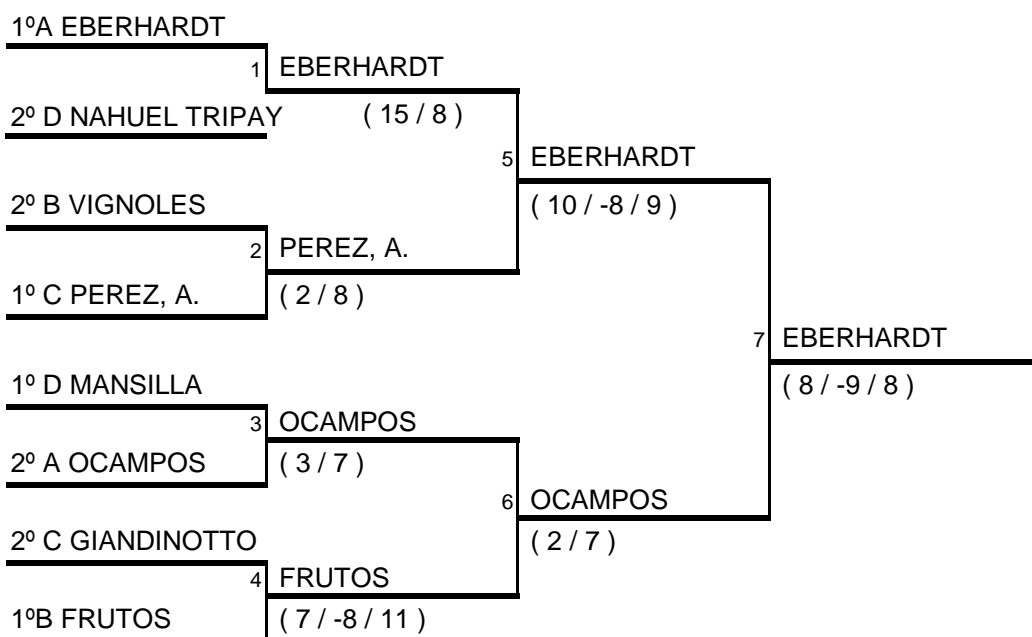 1ºA EBERHARDT
1 EBERHARDT
2º D NAHUEL TRIPAY ( 15 / 8 )
5 EBERHARDT
2º B VIGNOLES ( 10 / -8 / 9 )
2 PEREZ, A.
1º C PEREZ, A. ( 2 / 8 )
7 EBERHARDT
1º D MANSILLA ( 8 / -9 / 8 )
3 OCAMPOS
2º A OCAMPOS ( 3 / 7 )
6 OCAMPOS
2º C GIANDINOTTO ( 2 / 7 )
4 FRUTOS
1ºB FRUTOS ( 7 / -8 / 11 )